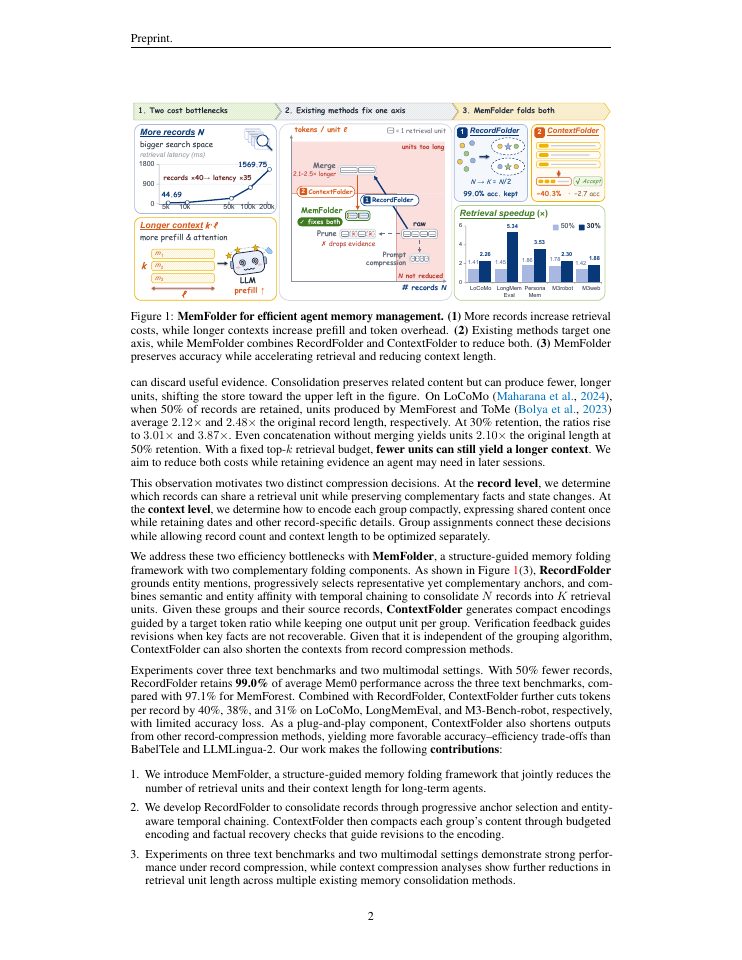 Preprint.
1. Two cost bottlenecks
2. Existing methods fix one axis
3. MemFolder folds both
More records N
bigger search space
retrieval latency (ms)
1800
1569.75
records ×40→ latency ×35
900
44.69
0
5k 10k 50k 100k 200k
Longer context k·ℓ
more prefill & attention
m1
k m2
m3
ℓ
LLM
prefill ↑
tokens / unit ℓ
= 1 retrieval unit
units too long
Merge
2.1–2.5× longer
2 ContextFolder
1 RecordFolder
MemFolder
✓ fixes both
raw
Prune
✗ drops evidence
Prompt
compression
N not reduced
# records N
1 RecordFolder
N → K = N/2
99.0% acc. kept
2 ContextFolder
√ Accept
−40.3% · −2.7 acc
Retrieval speedup (×)
50% 30%
6
4
2
0
1.41 2.28 1.45 5.34 1.86 3.53 1.78 2.30 1.42 1.88
LoCoMo LongMem Persona M3robot M3web
Eval Mem
Figure 1: MemFolder for efficient agent memory management. (1) More records increase retrieval
costs, while longer contexts increase prefill and token overhead. (2) Existing methods target one
axis, while MemFolder combines RecordFolder and ContextFolder to reduce both. (3) MemFolder
preserves accuracy while accelerating retrieval and reducing context length.
can discard useful evidence. Consolidation preserves related content but can produce fewer, longer
units, shifting the store toward the upper left in the figure. On LoCoMo (Maharana et al., 2024),
when 50% of records are retained, units produced by MemForest and ToMe (Bolya et al., 2023)
average 2.12× and 2.48× the original record length, respectively. At 30% retention, the ratios rise
to 3.01× and 3.87×. Even concatenation without merging yields units 2.10× the original length at
50% retention. With a fixed top-k retrieval budget, fewer units can still yield a longer context. We
aim to reduce both costs while retaining evidence an agent may need in later sessions.
This observation motivates two distinct compression decisions. At the record level, we determine
which records can share a retrieval unit while preserving complementary facts and state changes. At
the context level, we determine how to encode each group compactly, expressing shared content once
while retaining dates and other record-specific details. Group assignments connect these decisions
while allowing record count and context length to be optimized separately.
We address these two efficiency bottlenecks with MemFolder, a structure-guided memory folding
framework with two complementary folding components. As shown in Figure 1(3), RecordFolder
grounds entity mentions, progressively selects representative yet complementary anchors, and com-
bines semantic and entity affinity with temporal chaining to consolidate N records into K retrieval
units. Given these groups and their source records, ContextFolder generates compact encodings
guided by a target token ratio while keeping one output unit per group. Verification feedback guides
revisions when key facts are not recoverable. Given that it is independent of the grouping algorithm,
ContextFolder can also shorten the contexts from record compression methods.
Experiments cover three text benchmarks and two multimodal settings. With 50% fewer records,
RecordFolder retains 99.0% of average Mem0 performance across the three text benchmarks, com-
pared with 97.1% for MemForest. Combined with RecordFolder, ContextFolder further cuts tokens
per record by 40%, 38%, and 31% on LoCoMo, LongMemEval, and M3-Bench-robot, respectively,
with limited accuracy loss. As a plug-and-play component, ContextFolder also shortens outputs
from other record-compression methods, yielding more favorable accuracy–efficiency trade-offs than
BabelTele and LLMLingua-2. Our work makes the following contributions:
1. We introduce MemFolder, a structure-guided memory folding framework that jointly reduces the
number of retrieval units and their context length for long-term agents.
2. We develop RecordFolder to consolidate records through progressive anchor selection and entity-
aware temporal chaining. ContextFolder then compacts each group's content through budgeted
encoding and factual recovery checks that guide revisions to the encoding.
3. Experiments on three text benchmarks and two multimodal settings demonstrate strong perfor-
mance under record compression, while context compression analyses show further reductions in
retrieval unit length across multiple existing memory consolidation methods.
2